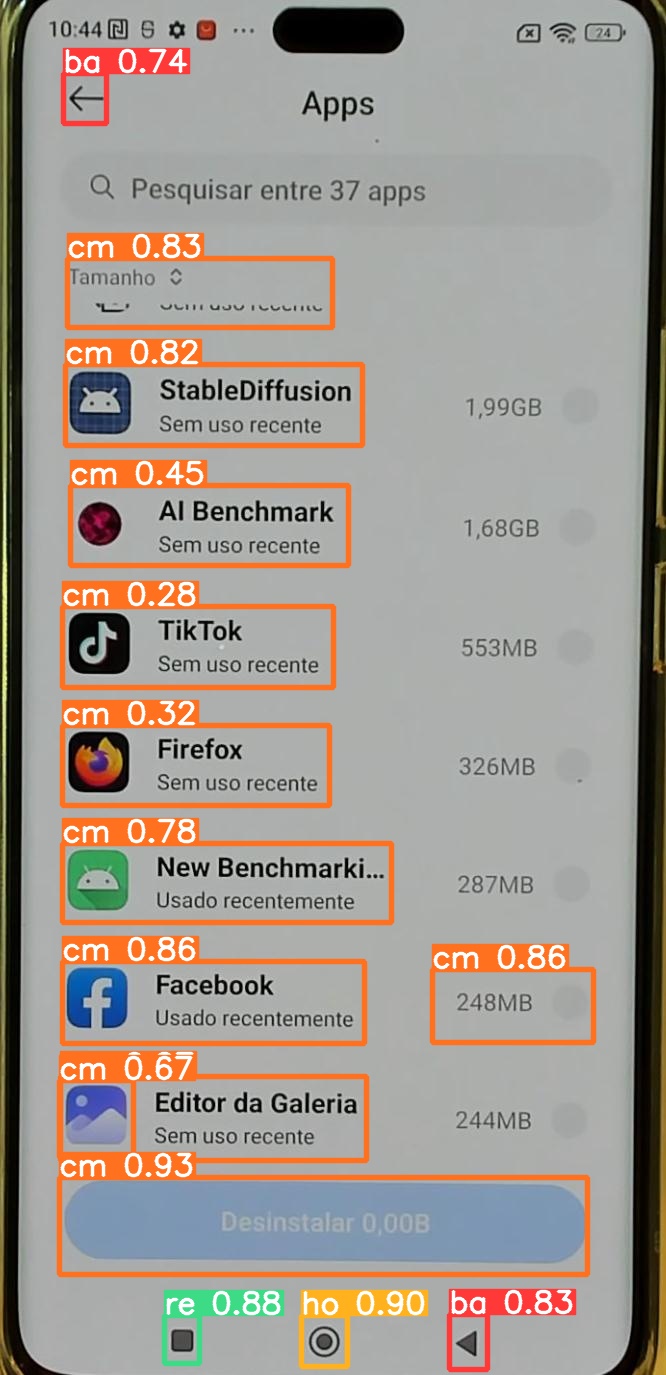 10:44
24
ba 0.74
Apps
Pesquisar entre 37 apps
cm 0.83
Tamanho
Sem uso recente
cm 0.82
StableDiffusion
1,99GB
Sem uso recente
cm 0.45
AI Benchmark
1,68GB
Sem uso recente
cm 0.28
TikTok
553MB
Sem uso recente
cm 0.32
Firefox
326MB
Sem uso recente
cm 0.78
New Benchmarki...
287MB
Usado recentemente
cm 0.86
cm 0.86
Facebook
248MB
Usado recentemente
cm 0.67
Editor da Galeria
244MB
Sem uso recente
cm 0.93
Desinstalar 0,00B
re 0.88
ho 0.90
ba 0.83